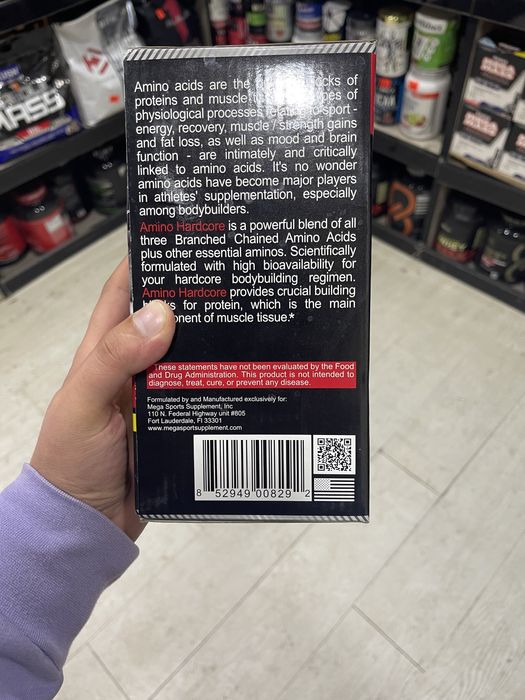 Amino acids are the of
proteins and muscle of
physiological processes relating to sport -
energy, recovery, muscle / strength gains
and fat loss, as well as mood and brain
function - are intimately and critically
linked to amino acids. It's no wonder
amino acids have become major players
in athletes' supplementation, especially
among bodybuilders.
Amino Hardcore is a powerful blend of all
three Branched Chained Amino Acids
plus other essential aminos. Scientifically
formulated with high bioavailability for
your hardcore bodybuilding regimen.
Amino Hardcore provides crucial building
for protein, which is the main
of muscle tissue.*
These statements have not been evaluated by the Food
and Drug Administration. This product is not intended to
diagnose, treat, cure, or prevent any disease.
Formulated by and Manufactured exclusively for:
Mega Sports Supplement, Inc
110 N. Federal Highway unit #805
Fort Lauderdale, Fl 33301
www.megasportsupplement.com
8 52949 00829 2
MASS